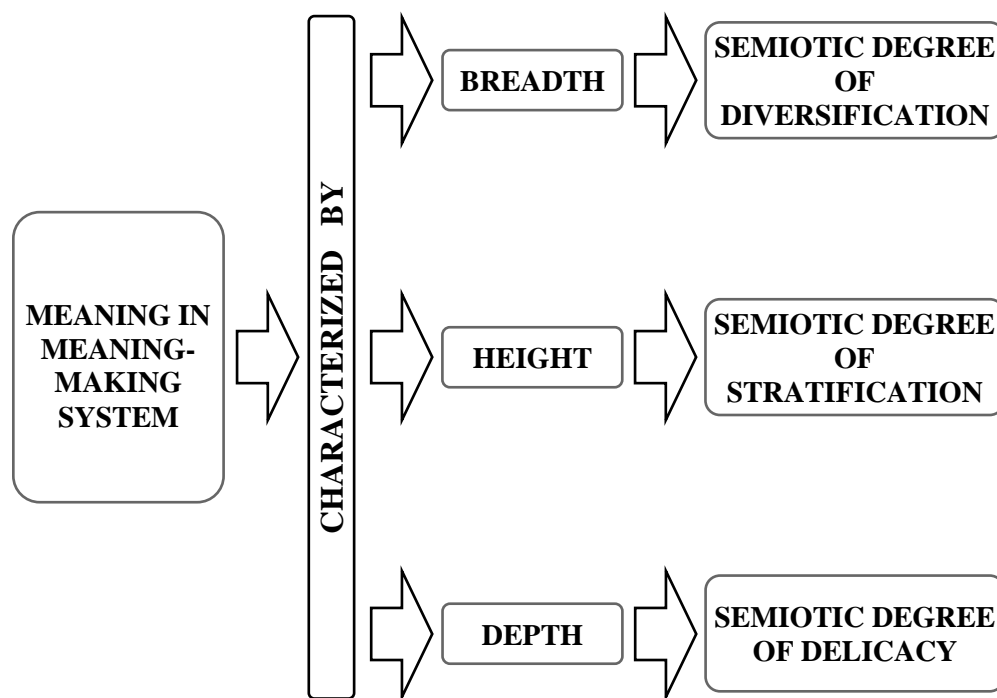 MEANING IN
MEANING-
MAKING
SYSTEM
CHARACTERIZED BY
BREADTH
SEMIOTIC DEGREE
OF
DIVERSIFICATION
HEIGHT
SEMIOTIC DEGREE
OF
STRATIFICATION
DEPTH
SEMIOTIC DEGREE
OF DELICACY